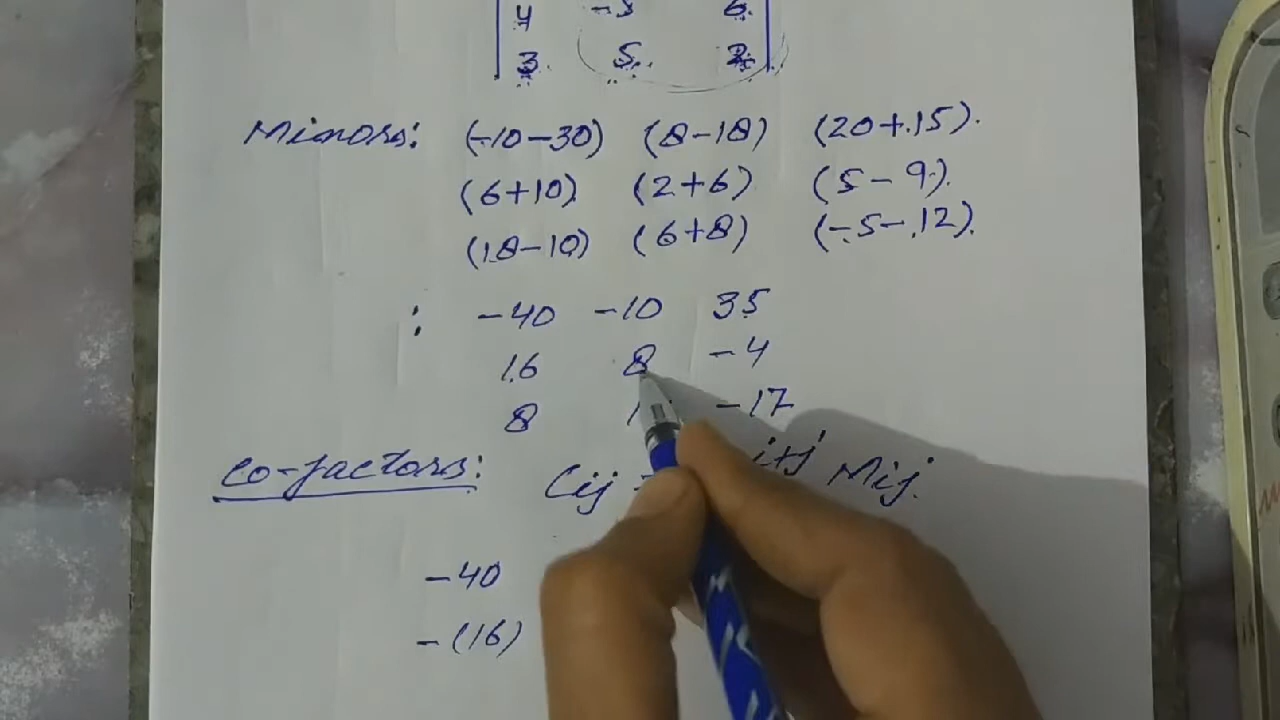 4 -5 6
3 5 2
Minors: (-10-30) (8-18) (20+15).
(6+10) (2+6) (5-9).
(18-10) (6+8) (-5-12).
: -40 -10 35
16 8 -4
8 -17
Co-factors: Cij i+j Mij.
-40
-(16)